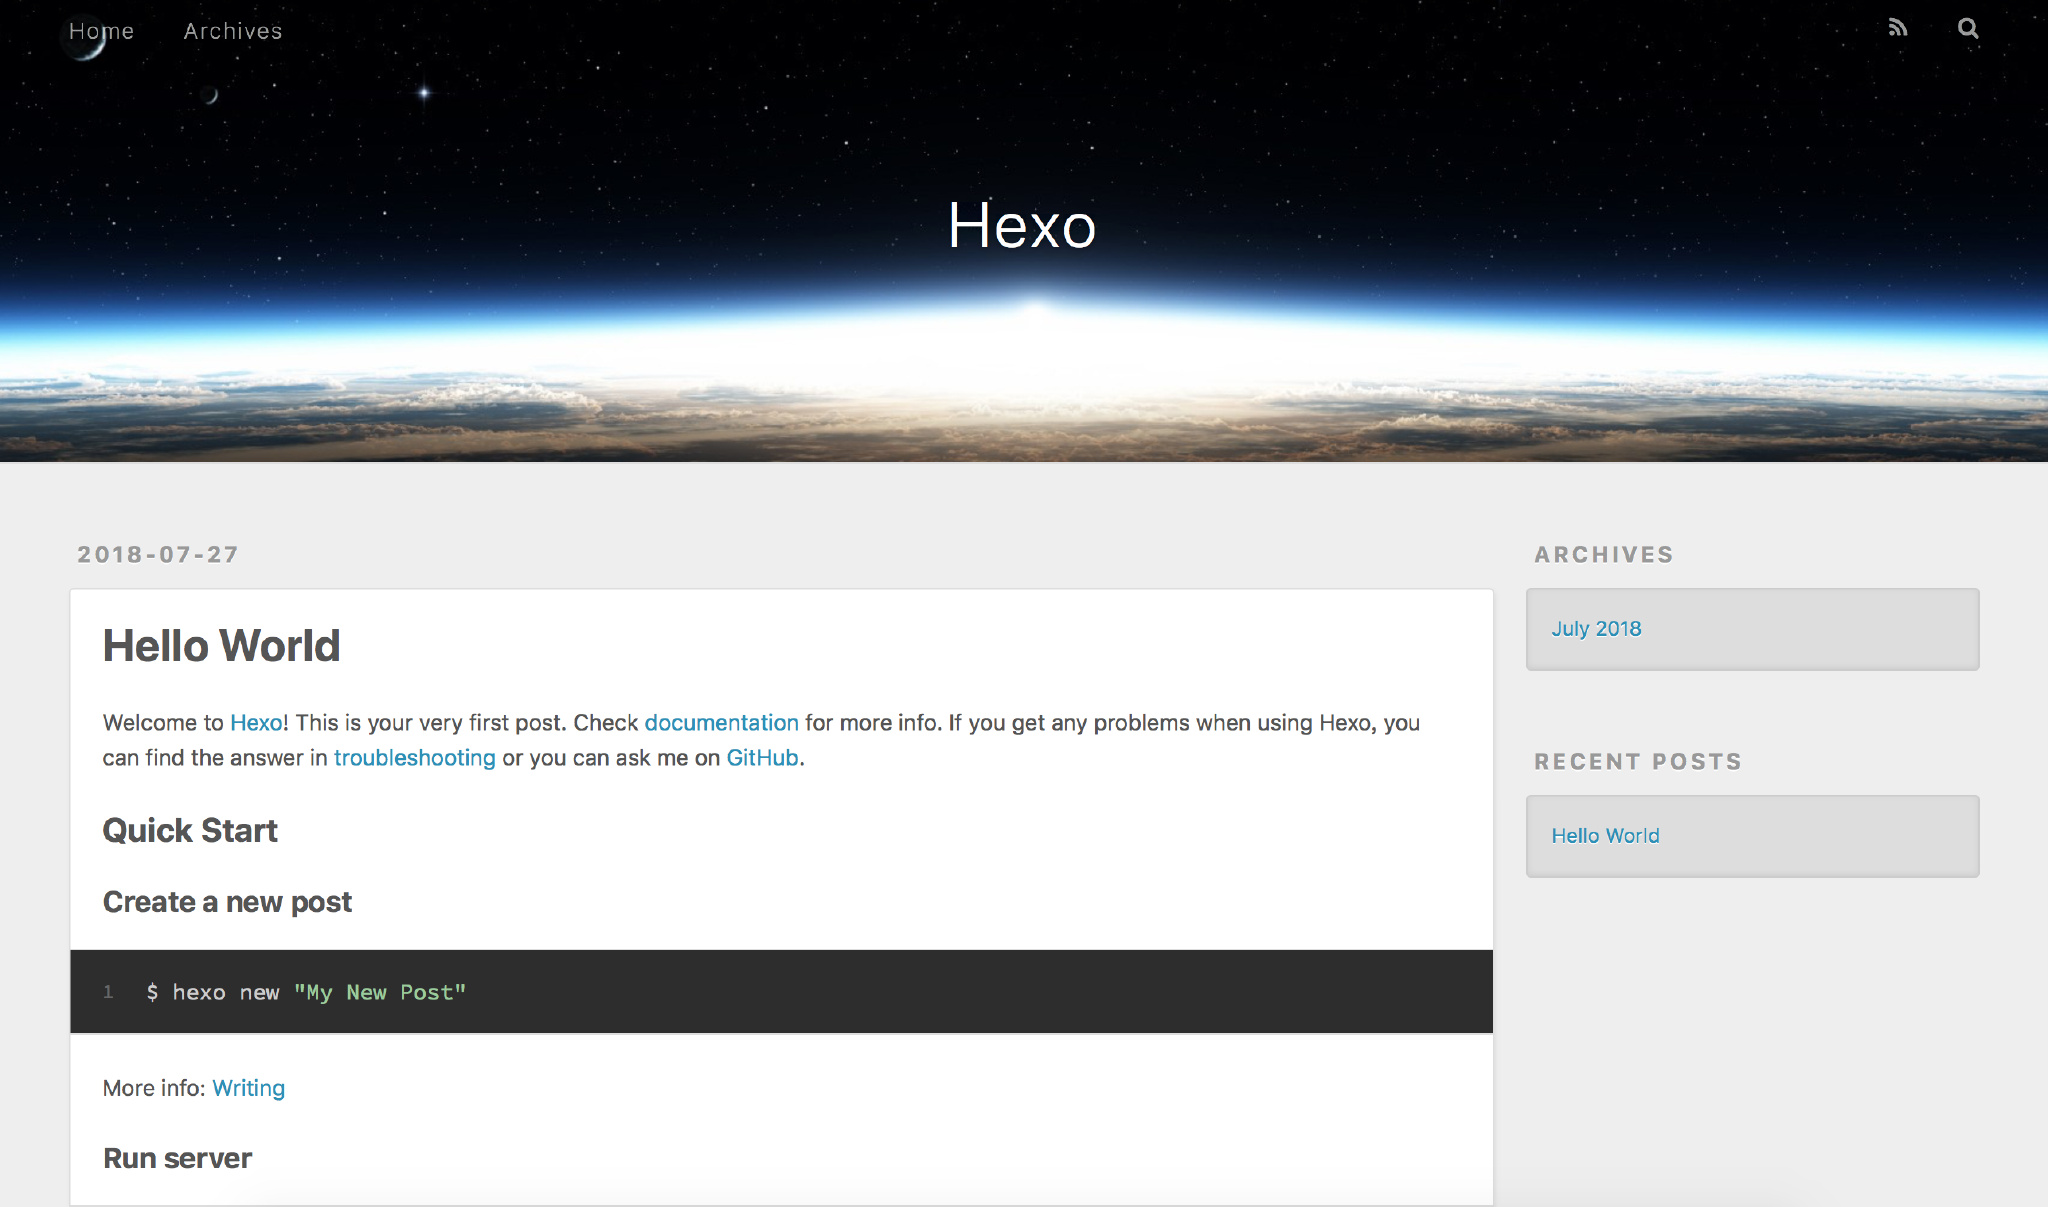 Home Archives
Hexo
2018-07-27
Hello World
Welcome to Hexo! This is your very first post. Check documentation for more info. If you get any problems when using Hexo, you
can find the answer in troubleshooting or you can ask me on GitHub.
Quick Start
Create a new post
1 $ hexo new "My New Post"
More info: Writing
Run server
ARCHIVES
July 2018
RECENT POSTS
Hello World